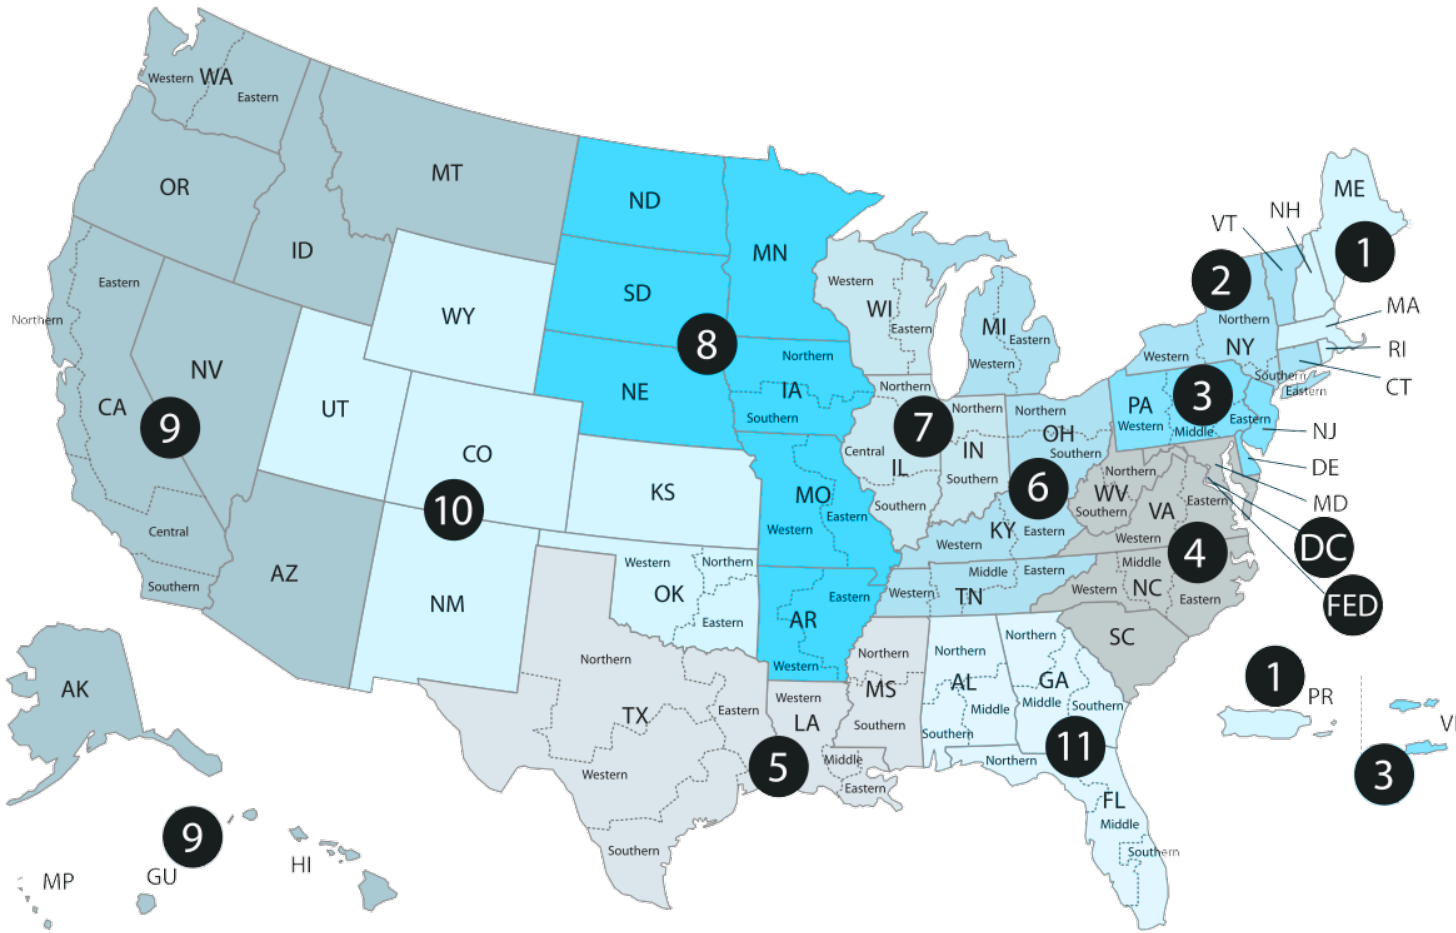 WA
Western
Eastern
OR
ID
MT
ND
MN
SD
WY
NE
8
Northern
IA
Southern
Eastern
Northern
CA
NV
9
Central
Southern
UT
CO
10
KS
AZ
NM
OK
Western
Northern
Eastern
MO
Western
Eastern
AR
Eastern
Western
WI
Western
Eastern
MI
Western
Eastern
7
IL
Northern
Central
Southern
IN
Northern
Southern
OH
Northern
Southern
6
KY
Western
Eastern
TN
Western
Middle
Eastern
ME
1
NH
VT
2
NY
Northern
Western
Southern
Eastern
MA
RI
CT
PA
3
Western
Middle
Eastern
NJ
DE
MD
DC
FED
WV
Northern
Southern
VA
Eastern
Western
4
NC
Western
Middle
Eastern
SC
TX
Northern
Eastern
Western
Southern
5
LA
Western
Middle
Eastern
MS
Northern
Southern
AL
Northern
Middle
Southern
GA
Northern
Middle
Southern
11
FL
Northern
Middle
Southern
AK
9
MP
GU
HI
1
PR
3